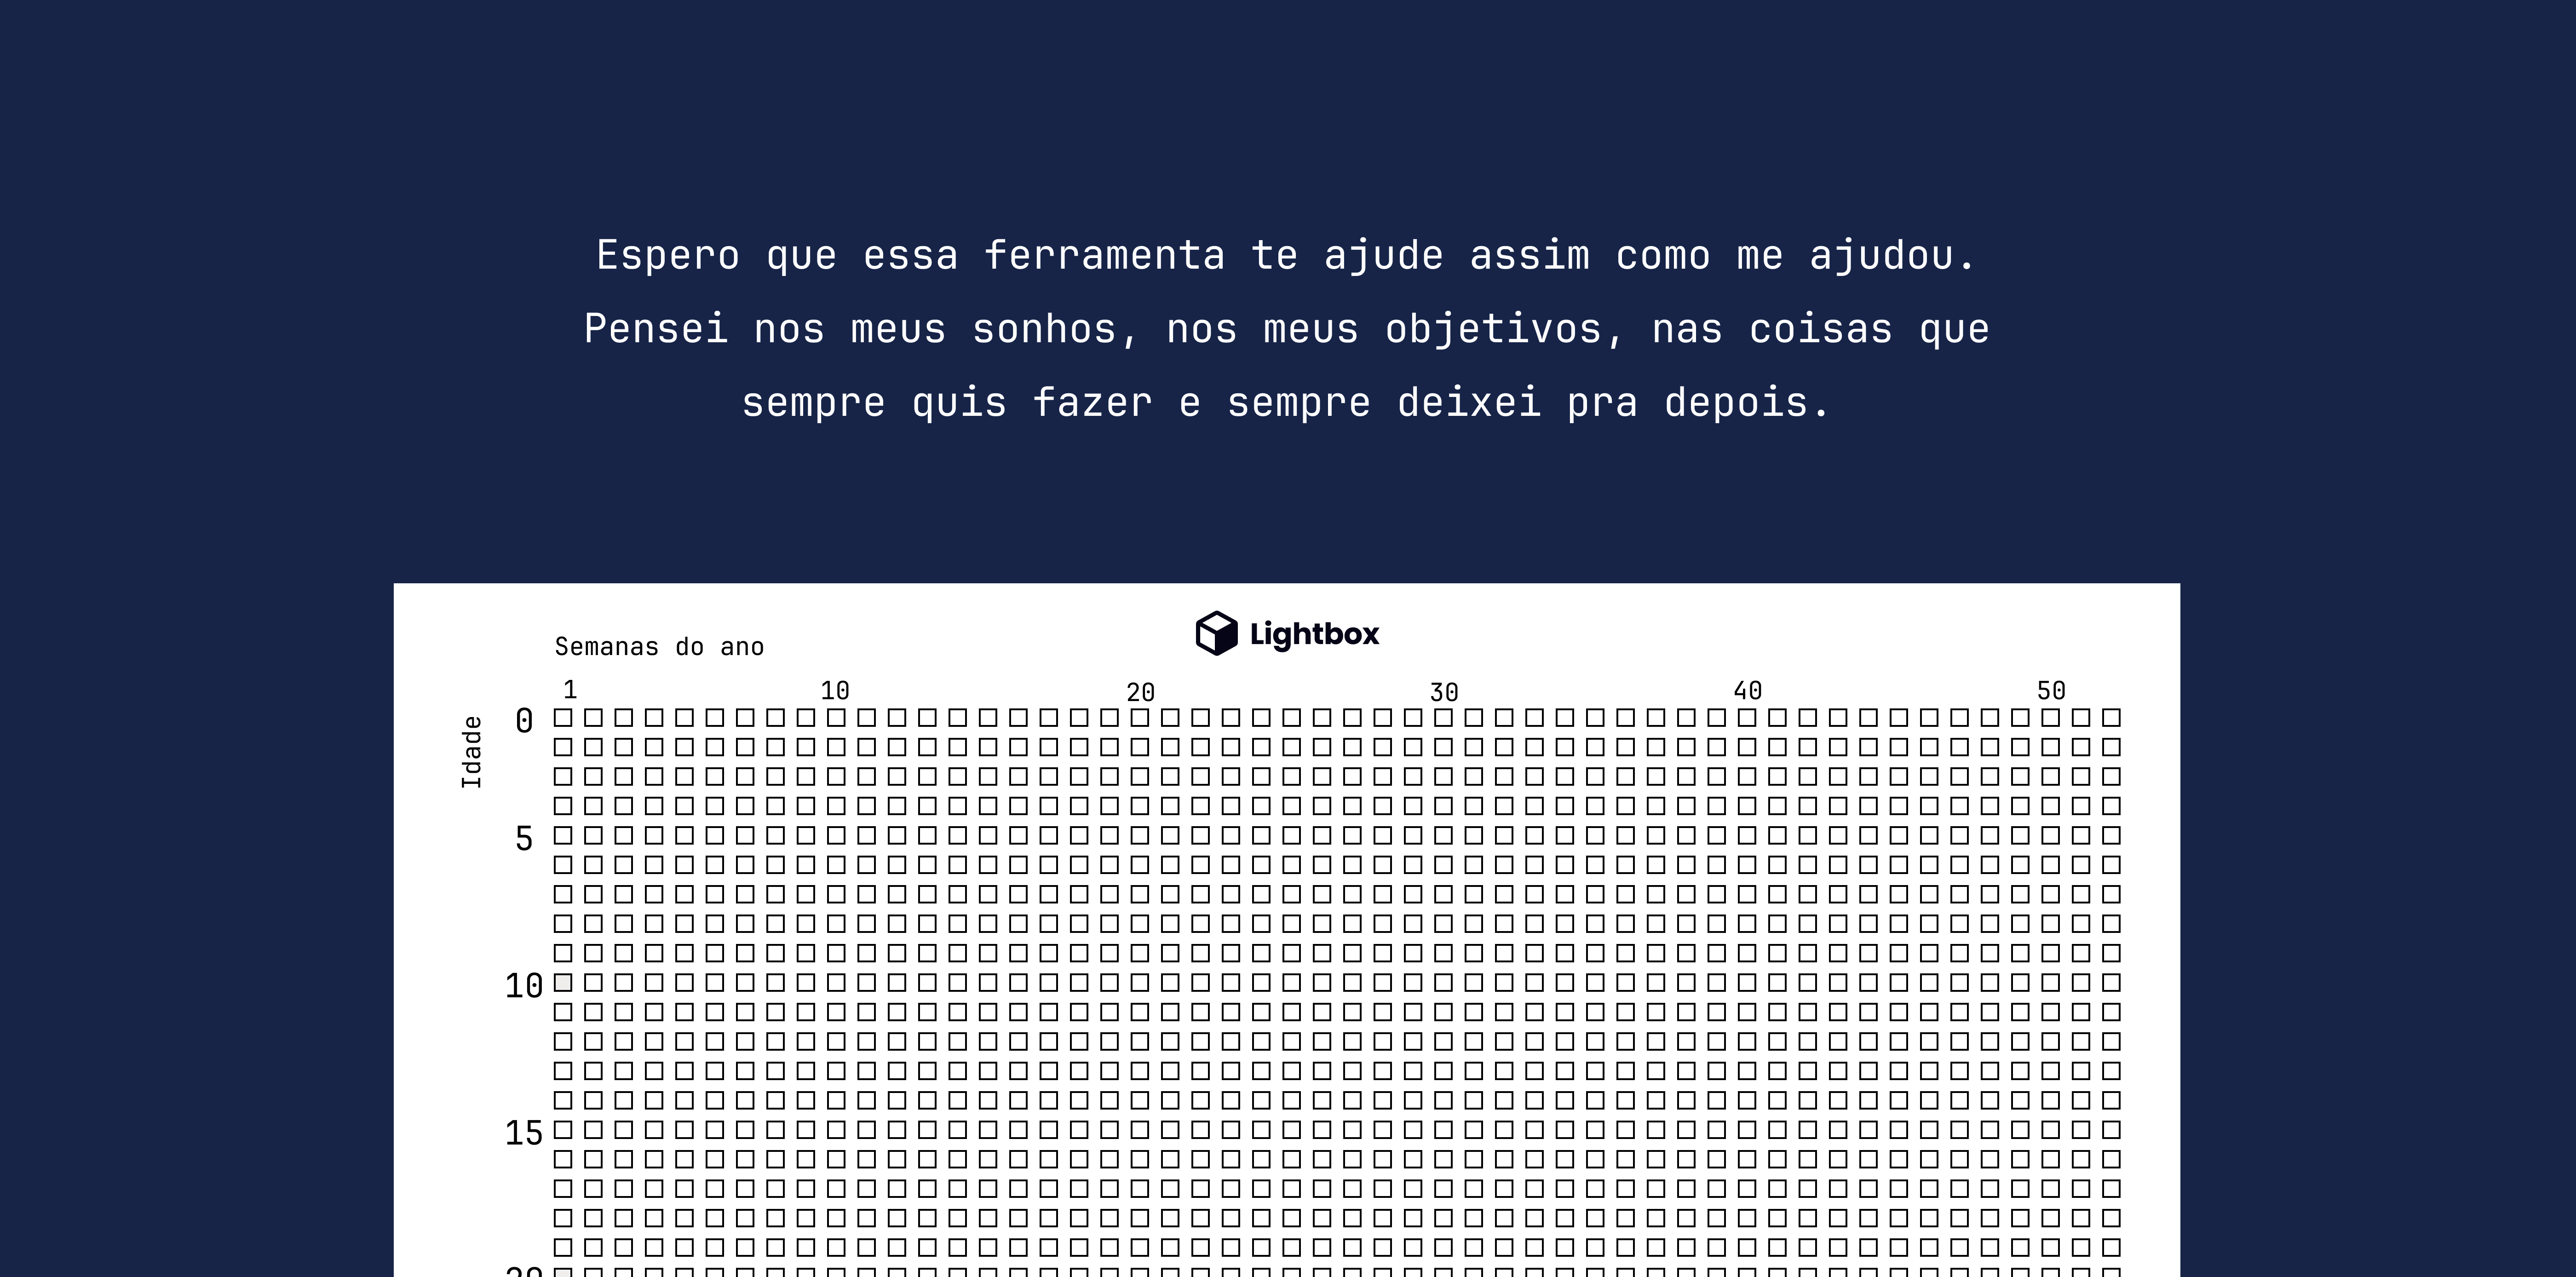 Espero que essa ferramenta te ajude assim como me ajudou.
Pensei nos meus sonhos, nos meus objetivos, nas coisas que
sempre quis fazer e sempre deixei pra depois.
Lightbox
Semanas do ano
1 10 20 30 40 50
Idade
0
5
10
15
20